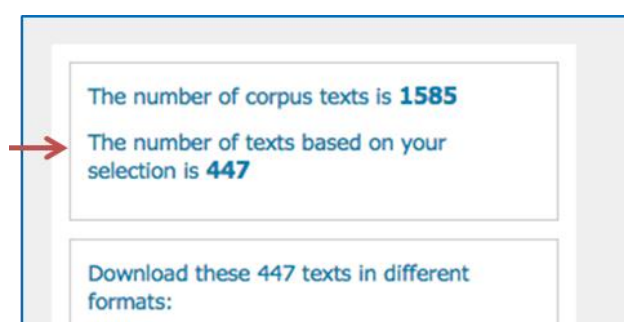 The number of corpus texts is 1585
The number of texts based on your
selection is 447
Download these 447 texts in different
formats: